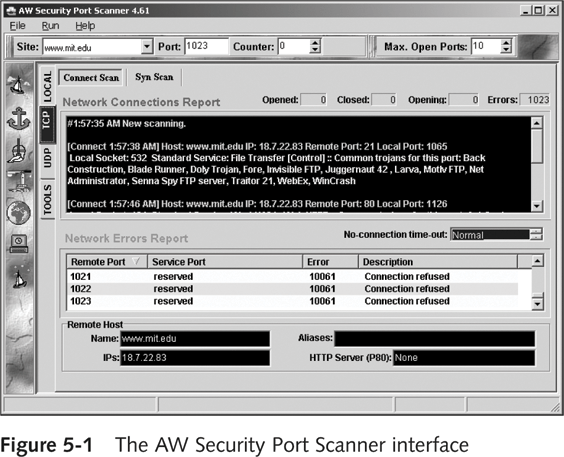 AW Security Port Scanner 4.61
File Run Help
Site: www.mit.edu Port: 1023 Counter: 0 Max. Open Ports: 10
LOCAL
TCP
UDP
TOOLS
Connect Scan Syn Scan
Network Connections Report Opened: 0 Closed: 0 Opening: 0 Errors: 1023
#1:57:35 AM New scanning.
[Connect 1:57:38 AM] Host: www.mit.edu IP: 18.7.22.83 Remote Port: 21 Local Port: 1065
Local Socket: 532 Standard Service: File Transfer [Control] :: Common trojans for this port: Back
Construction, Blade Runner, Doly Trojan, Fore, Invisible FTP, Juggernaut 42 , Larva, Motiv FTP, Net
Administrator, Senna Spy FTP server, Traitor 21, WebEx, WinCrash
[Connect 1:57:46 AM] Host: www.mit.edu IP: 18.7.22.83 Remote Port: 80 Local Port: 1126
Network Errors Report No-connection time-out: Normal
Remote Port Service Port Error Description
1021 reserved 10061 Connection refused
1022 reserved 10061 Connection refused
1023 reserved 10061 Connection refused
Remote Host
Name: www.mit.edu Aliases:
IPs: 18.7.22.83 HTTP Server (P80): None
Figure 5-1 The AW Security Port Scanner interface